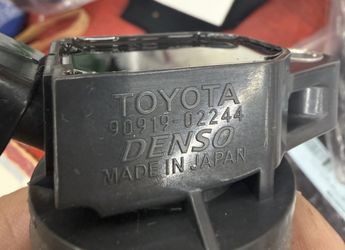 TOYOTA
90919-02244
DENSO
MADE IN JAPAN